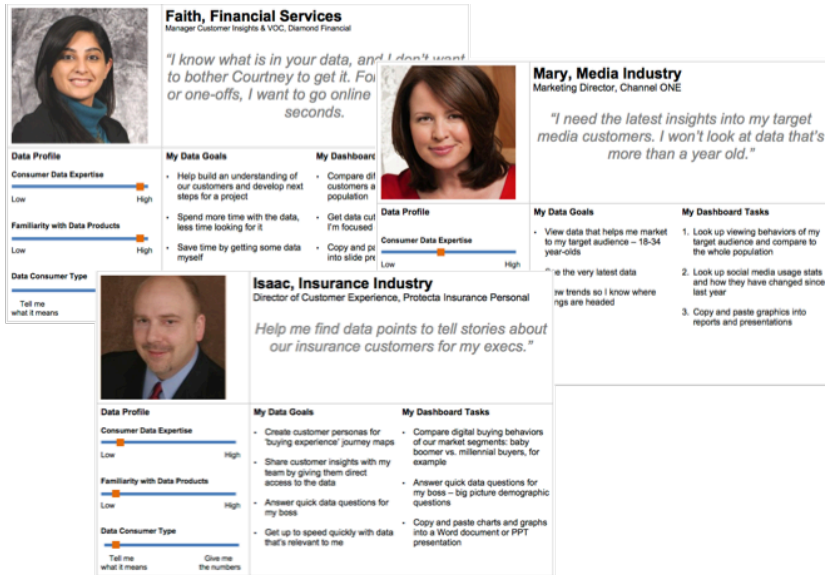 Faith, Financial Services
Manager Customer Insights & VOC, Diamond Financial
"I know what is in your data, and I don't want
to bother Courtney to get it. For
or one-offs, I want to go online
seconds.
Data Profile
Consumer Data Expertise
Low High
Familiarity with Data Products
Low High
Data Consumer Type
Tell me
what it means
My Data Goals
• Help build an understanding of
our customers and develop next
steps for a project
• Spend more time with the data,
less time looking for it
• Save time by getting some data
myself
My Dashboard
• Compare
customers
population
• Get data
I'm focused
• Copy and
into slide
Mary, Media Industry
Marketing Director, Channel ONE
"I need the latest insights into my target
media customers. I won't look at data that's
more than a year old."
Data Profile
Consumer Data Expertise
Low High
My Data Goals
• View data that helps me market
to my target audience – 18-34
year-olds
the very latest data
trends so I know where
are headed
My Dashboard Tasks
1. Look up viewing behaviors of my
target audience and compare to
the whole population
2. Look up social media usage stats
and how they have changed since
last year
3. Copy and paste graphics into
reports and presentations
Isaac, Insurance Industry
Director of Customer Experience, Protecta Insurance Personal
Help me find data points to tell stories about
our insurance customers for my execs."
Data Profile
Consumer Data Expertise
Low High
Familiarity with Data Products
Low High
Data Consumer Type
Tell me Give me
what it means the numbers
My Data Goals
• Create customer personas for
'buying experience' journey maps
• Share customer insights with my
team by giving them direct
access to the data
• Answer quick data questions for
my boss
• Get up to speed quickly with data
that's relevant to me
My Dashboard Tasks
• Compare digital buying behaviors
of our market segments: baby
boomer vs. millennial buyers, for
example
• Answer quick data questions for
my boss – big picture demographic
questions
• Copy and paste charts and graphs
into a Word document or PPT
presentation